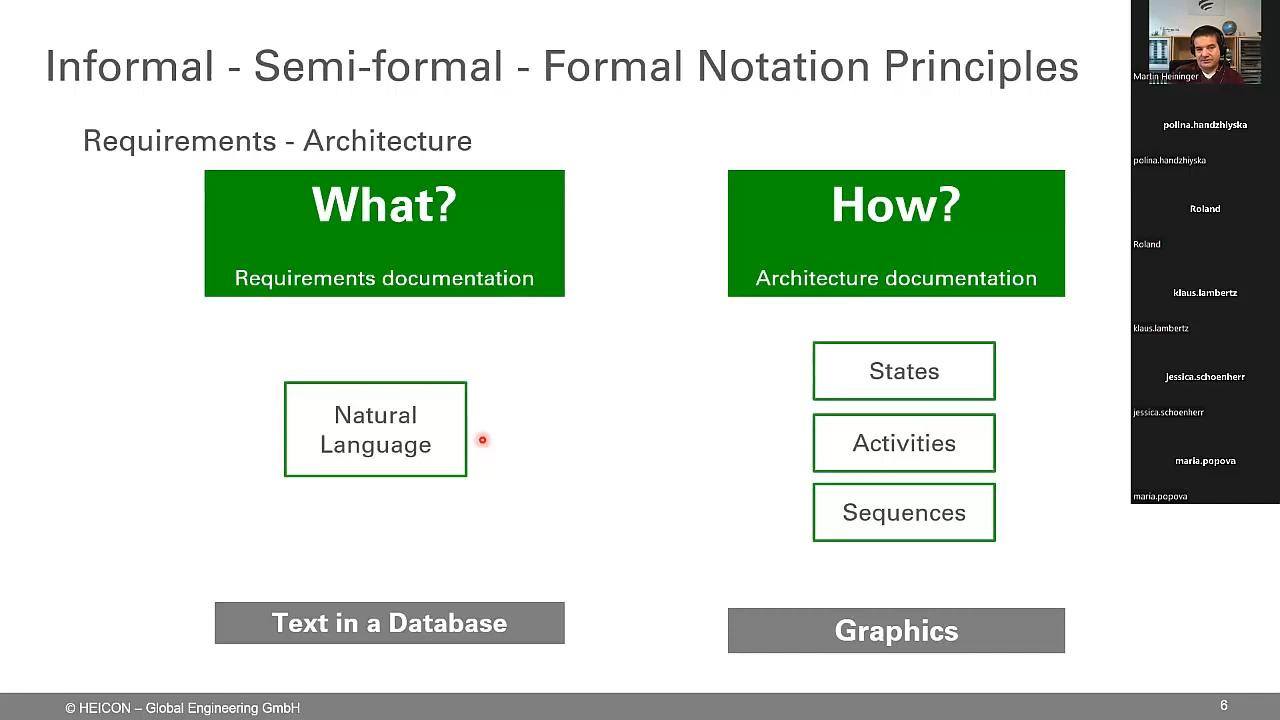 Informal - Semi-formal - Formal Notation Principles
Requirements - Architecture
What?
Requirements documentation
How?
Architecture documentation
Natural
Language
States
Activities
Sequences
Text in a Database
Graphics
© HEICON – Global Engineering GmbH
6
Martin Heininger
polina.handzhiyska
polina.handzhiyska
Roland
Roland
klaus.lambertz
klaus.lambertz
jessica.schoenherr
jessica.schoenherr
maria.popova
maria.popova